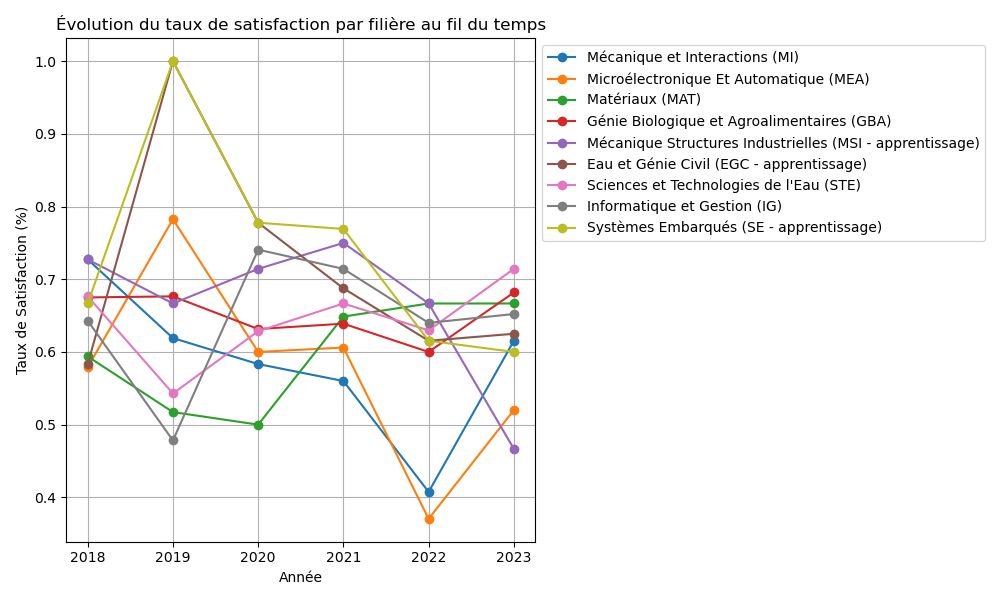 Évolution du taux de satisfaction par filière au fil du temps
Taux de Satisfaction (%)
1.0
0.9
0.8
0.7
0.6
0.5
0.4
2018 2019 2020 2021 2022 2023
Année
Mécanique et Interactions (MI)
Microélectronique Et Automatique (MEA)
Matériaux (MAT)
Génie Biologique et Agroalimentaires (GBA)
Mécanique Structures Industrielles (MSI - apprentissage)
Eau et Génie Civil (EGC - apprentissage)
Sciences et Technologies de l'Eau (STE)
Informatique et Gestion (IG)
Systèmes Embarqués (SE - apprentissage)